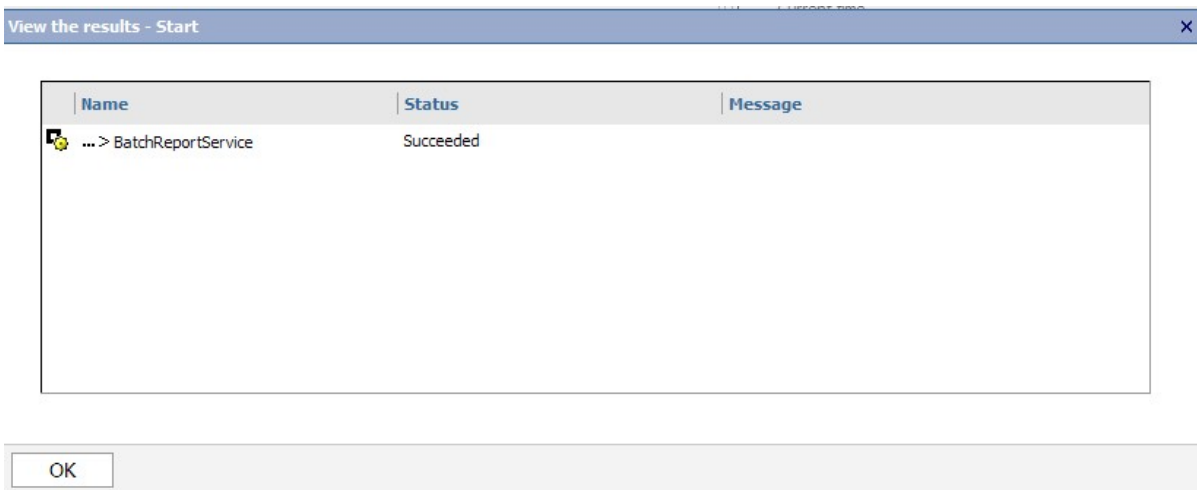 View the results - Start
Name Status Message
... > BatchReportService Succeeded
OK